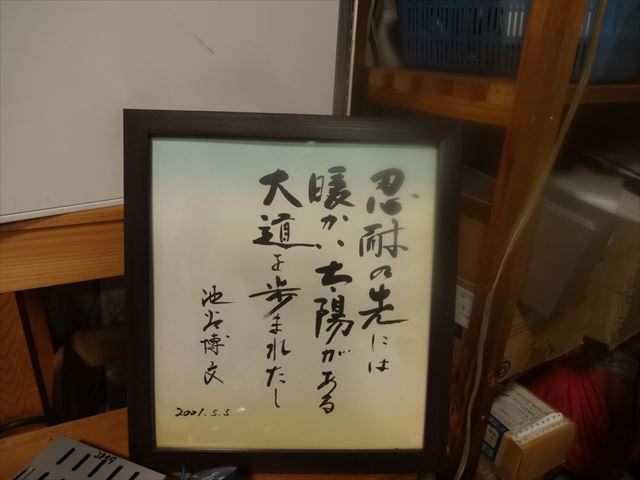 忍耐の先には
暖かい太陽がある
大道を歩まれたし
池谷博文
2001.5.5